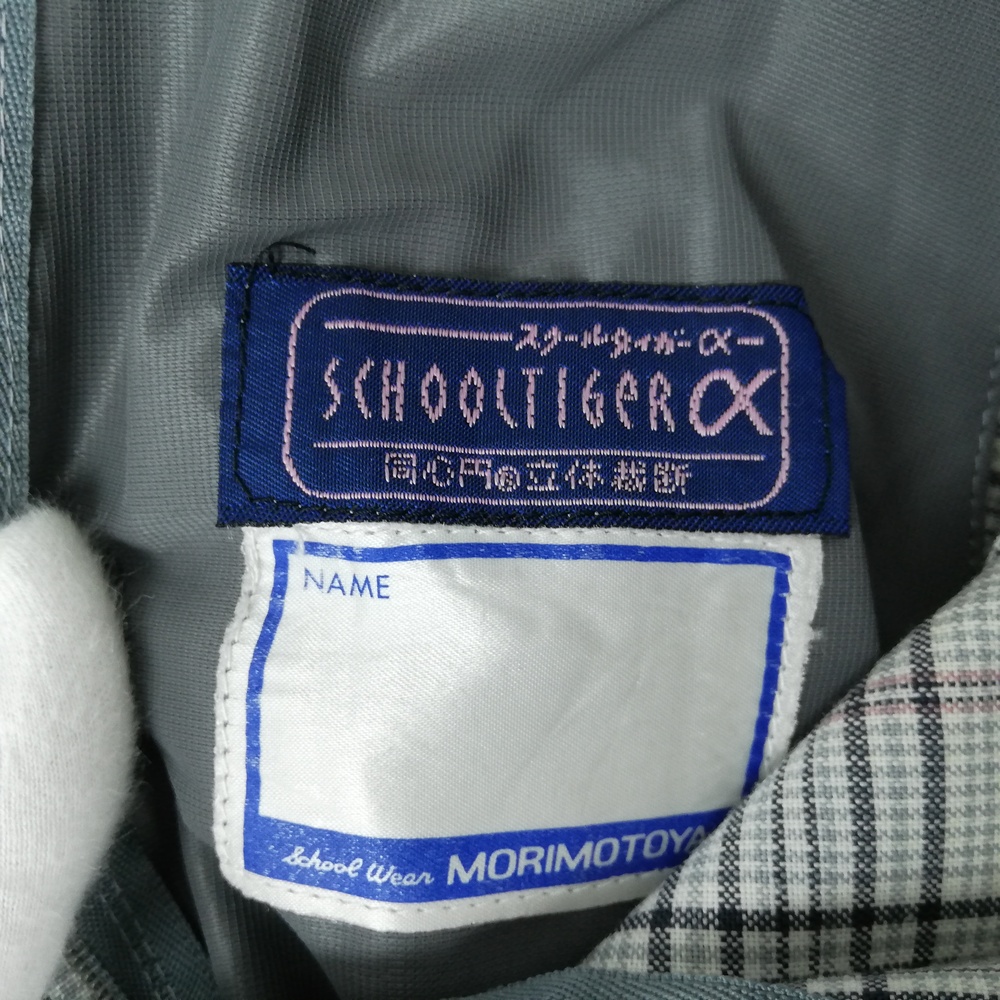 スクールタイガーα
SCHOOLTIGER α
同心円®立体裁断
NAME
School Wear MORIMOTOYA